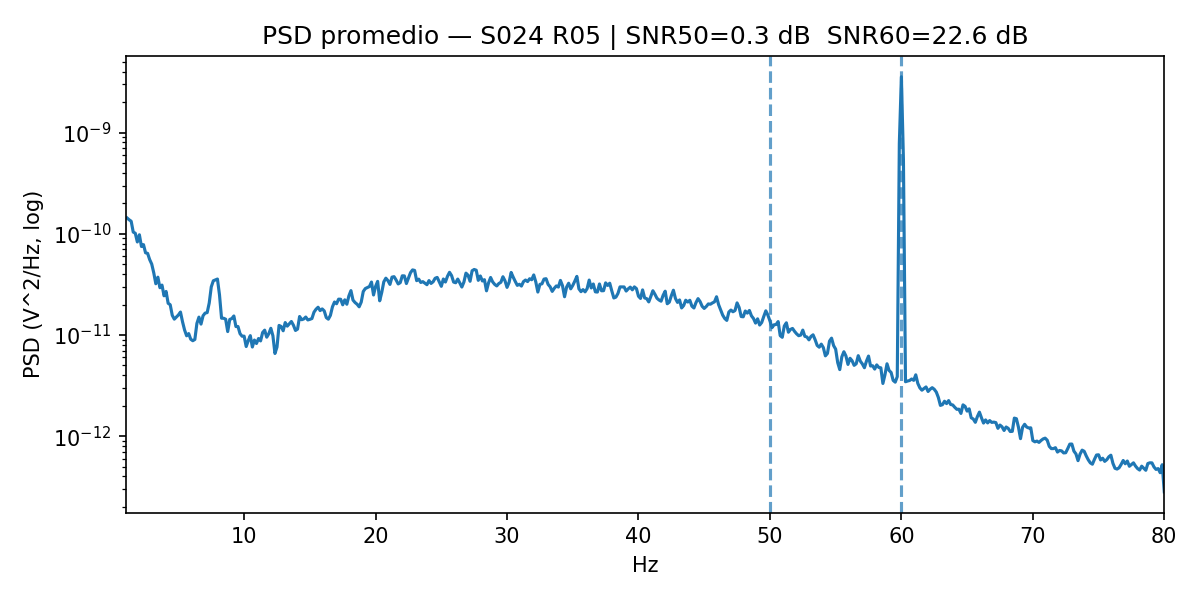 PSD promedio — S024 R05 | SNR50=0.3 dB  SNR60=22.6 dB
PSD (V^2/Hz, log)
10⁻⁹
10⁻¹⁰
10⁻¹¹
10⁻¹²
10 20 30 40 50 60 70 80
Hz